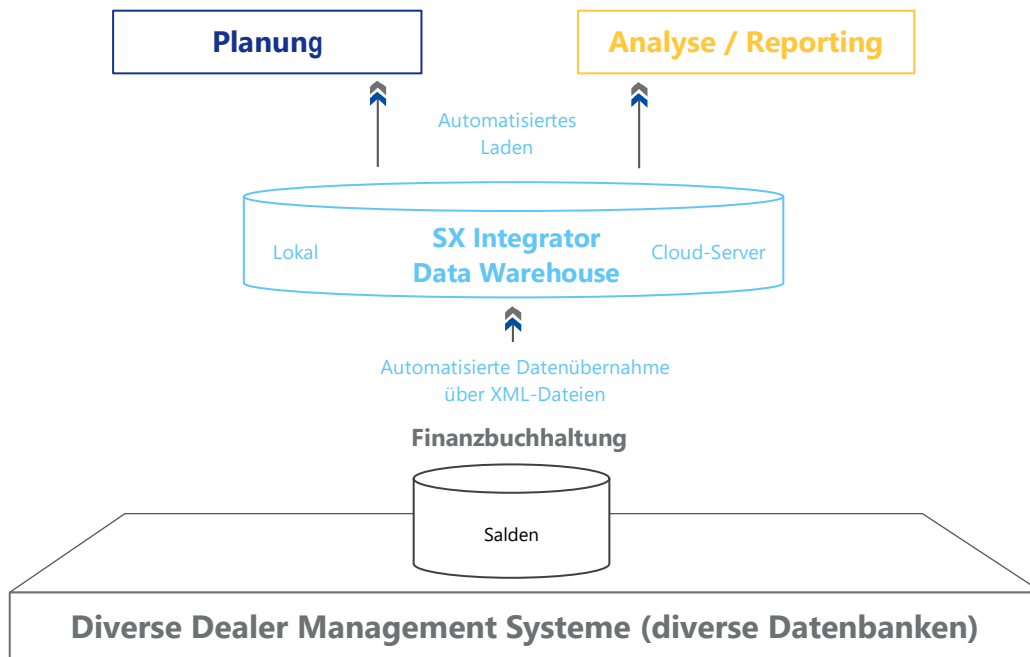 Planung
Analyse / Reporting
Automatisiertes
Laden
SX Integrator
Data Warehouse
Lokal
Cloud-Server
Automatisierte Datenübernahme
über XML-Dateien
Finanzbuchhaltung
Salden
Diverse Dealer Management Systeme (diverse Datenbanken)